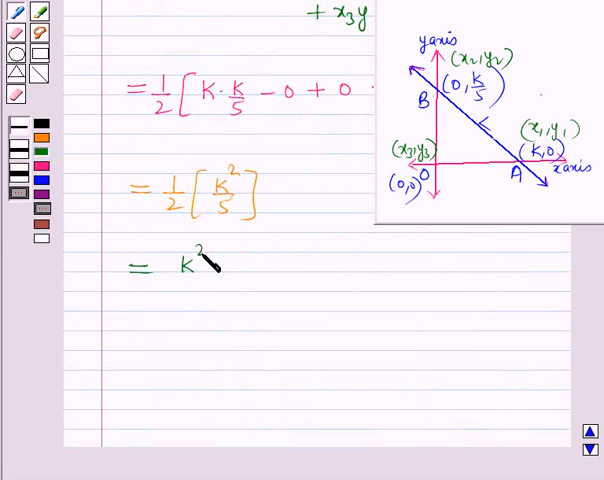 + x₃y
= 1/2 [ K · K/5 − 0 + 0 ·
= 1/2 [ K²/5 ]
= K²
y axis
(x₂,y₂)
(0, K/5)
B
L
(x₁,y₁)
(x₃,y₃)
(K,0)
x axis
(0,0) O
A